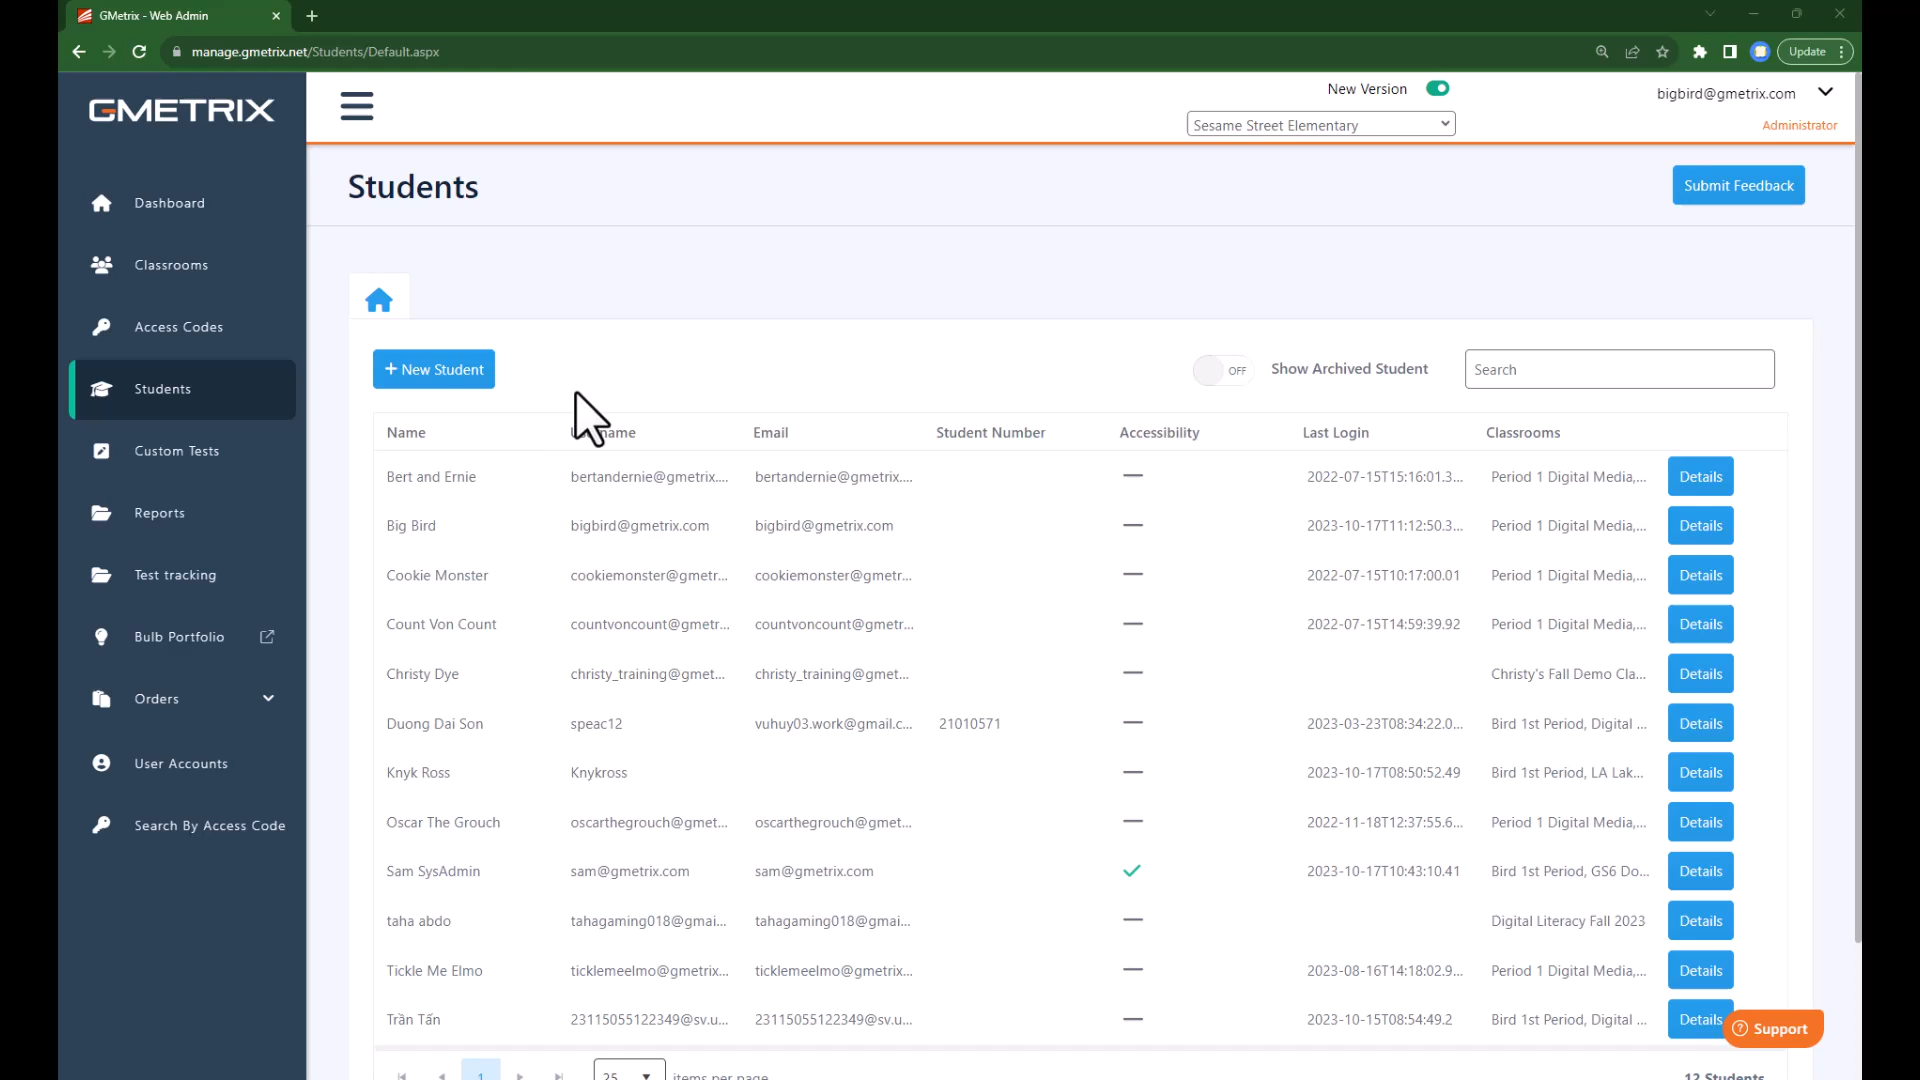 GMetrix - Web Admin
manage.gmetrix.net/Students/Default.aspx
Update
GMETRIX
New Version
bigbird@gmetrix.com
Sesame Street Elementary
Administrator
Students
Submit Feedback
Dashboard
Classrooms
Access Codes
Students
Custom Tests
Reports
Test tracking
Bulb Portfolio
Orders
User Accounts
Search By Access Code
+ New Student
OFF
Show Archived Student
Search
Name Email Student Number Accessibility Last Login Classrooms
Bert and Ernie bertandernie@gmetrix.... bertandernie@gmetrix.... 2022-07-15T15:16:01.3... Period 1 Digital Media,... Details
Big Bird bigbird@gmetrix.com bigbird@gmetrix.com 2023-10-17T11:12:50.3... Period 1 Digital Media,... Details
Cookie Monster cookiemonster@gmetr... cookiemonster@gmetr... 2022-07-15T10:17:00.01 Period 1 Digital Media,... Details
Count Von Count countvoncount@gmetr... countvoncount@gmetr... 2022-07-15T14:59:39.92 Period 1 Digital Media,... Details
Christy Dye christy_training@gmet... christy_training@gmet... Christy's Fall Demo Cla... Details
Duong Dai Son speac12 vuhuy03.work@gmail.c... 21010571 2023-03-23T08:34:22.0... Bird 1st Period, Digital ... Details
Knyk Ross Knykross 2023-10-17T08:50:52.49 Bird 1st Period, LA Lak... Details
Oscar The Grouch oscarthegrouch@gmet... oscarthegrouch@gmet... 2022-11-18T12:37:55.6... Period 1 Digital Media,... Details
Sam SysAdmin sam@gmetrix.com sam@gmetrix.com 2023-10-17T10:43:10.41 Bird 1st Period, GS6 Do... Details
taha abdo tahagaming018@gmai... tahagaming018@gmai... Digital Literacy Fall 2023 Details
Tickle Me Elmo ticklemeelmo@gmetrix... ticklemeelmo@gmetrix... 2023-08-16T14:18:02.9... Period 1 Digital Media,... Details
Trần Tấn 23115055122349@sv.u... 23115055122349@sv.u... 2023-10-15T08:54:49.2 Bird 1st Period, Digital ... Details
Support
1 25 items per page 12 Students